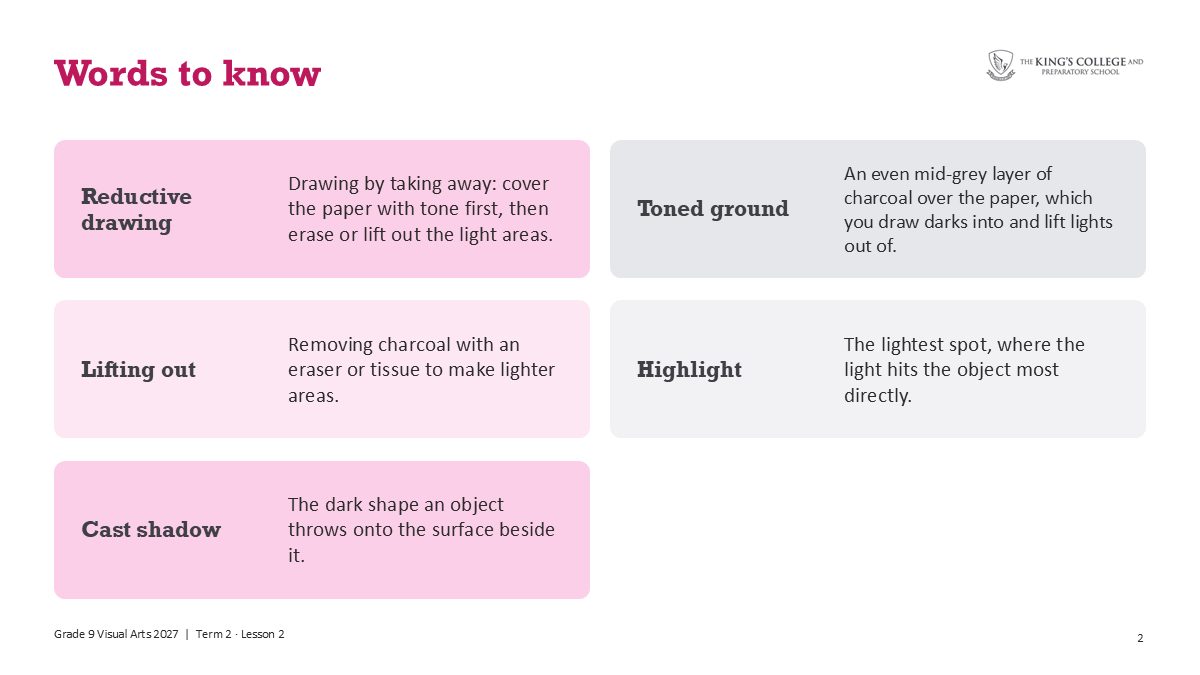 Words to know
THE KING'S COLLEGE AND
PREPARATORY SCHOOL
Reductive
drawing
Drawing by taking away: cover
the paper with tone first, then
erase or lift out the light areas.
Toned ground
An even mid-grey layer of
charcoal over the paper, which
you draw darks into and lift lights
out of.
Lifting out
Removing charcoal with an
eraser or tissue to make lighter
areas.
Highlight
The lightest spot, where the
light hits the object most
directly.
Cast shadow
The dark shape an object
throws onto the surface beside
it.
Grade 9 Visual Arts 2027 | Term 2 · Lesson 2
2